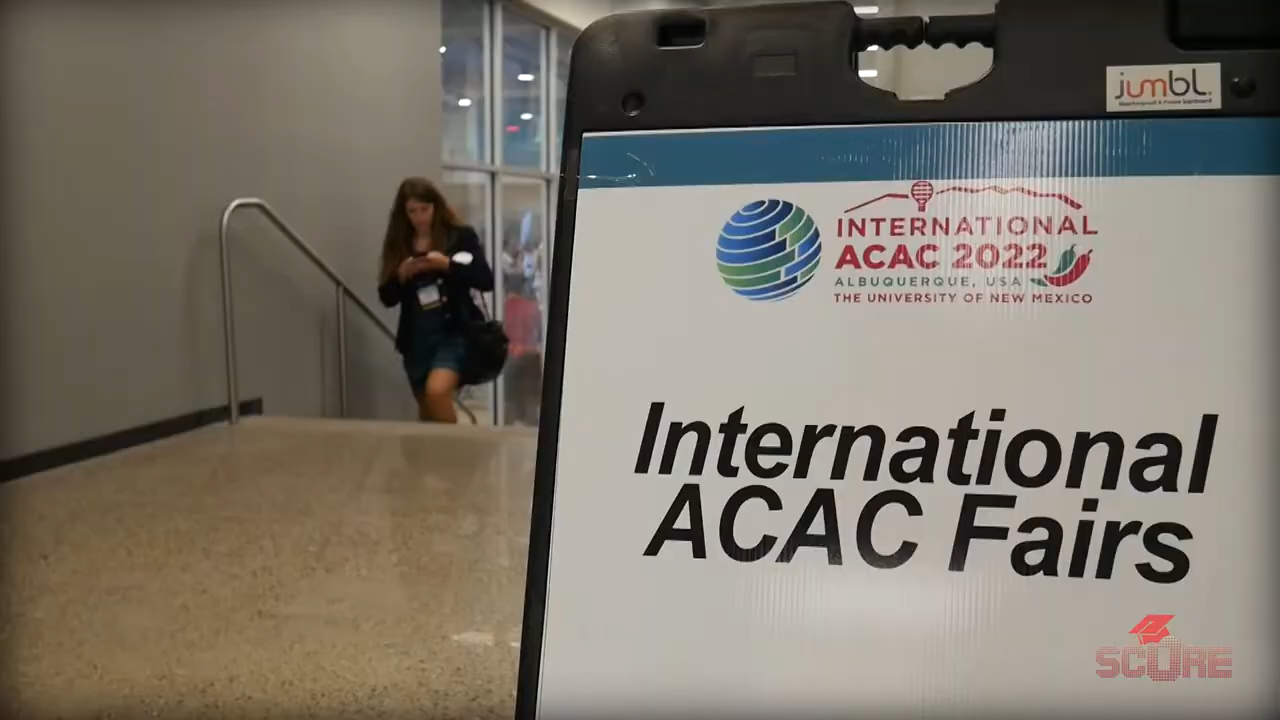 jumbl.
INTERNATIONAL
ACAC 2022
ALBUQUERQUE, USA
THE UNIVERSITY OF NEW MEXICO
International
ACAC Fairs
SCORE